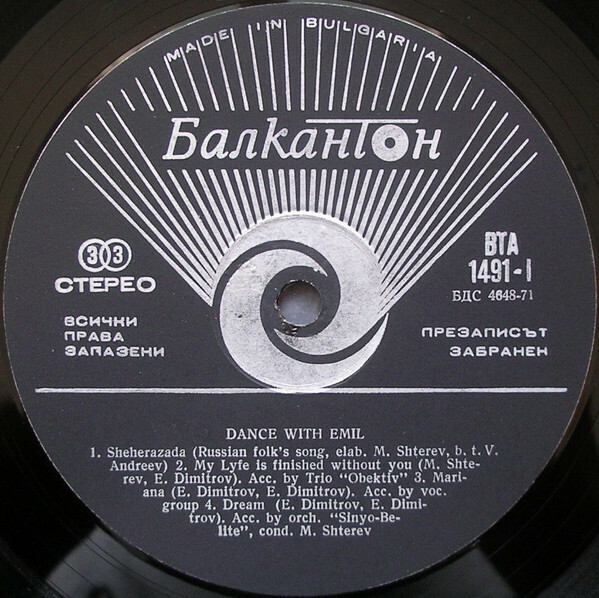 MADE IN BULGARIA
Балкантон
33
СТЕРЕО
ВТА
1491-I
БДС 4648-71
ВСИЧКИ
ПРАВА
ЗАПАЗЕНИ
ПРЕЗАПИСЪТ
ЗАБРАНЕН
DANCE WITH EMIL
1. Sheherazada (Russian folk's song, elab. M. Shterev, b. t. V.
Andreev) 2. My Lyfe is finished without you (M. Shte-
rev, E. Dimitrov). Acc. by Trio "Obektiv" 3. Mari-
ana (E. Dimitrov, E. Dimitrov). Acc. by voc.
group 4. Dream (E. Dimitrov, E. Dimi-
trov). Acc. by orch. "Sinyo-Be-
lite", cond. M. Shterev